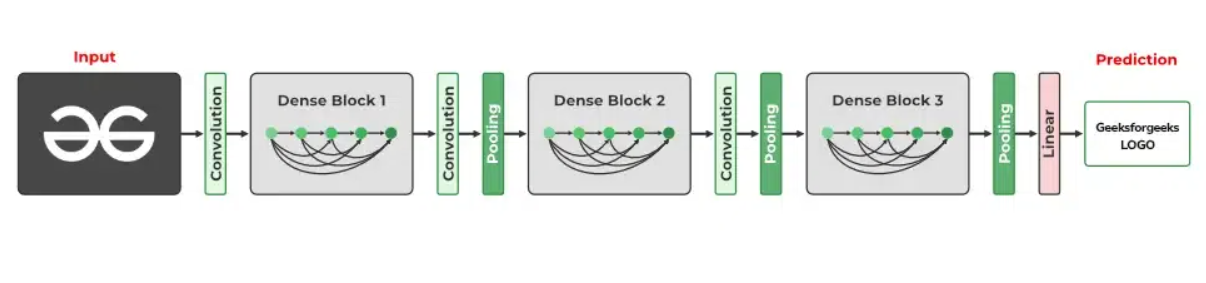 Input
Convolution
Dense Block 1
Convolution
Pooling
Dense Block 2
Convolution
Pooling
Dense Block 3
Pooling
Linear
Prediction
Geeksforgeeks
LOGO